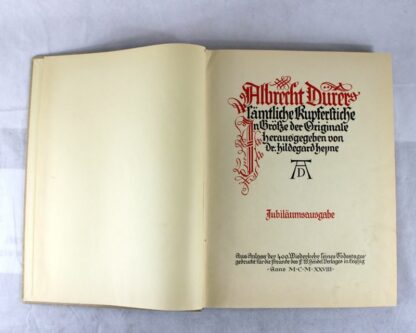 Albrecht Dürers
sämtliche Kupferstiche
In Größe der Originale
herausgegeben von
Dr. Hildegard Heyne
AD
Jubiläumsausgabe
Aus Anlass der 400. Wiederkehr seines Todestages
gedruckt für die Freunde des F. W. Hendel Verlages in Leipzig
Anno M·C·M·XXVIII·